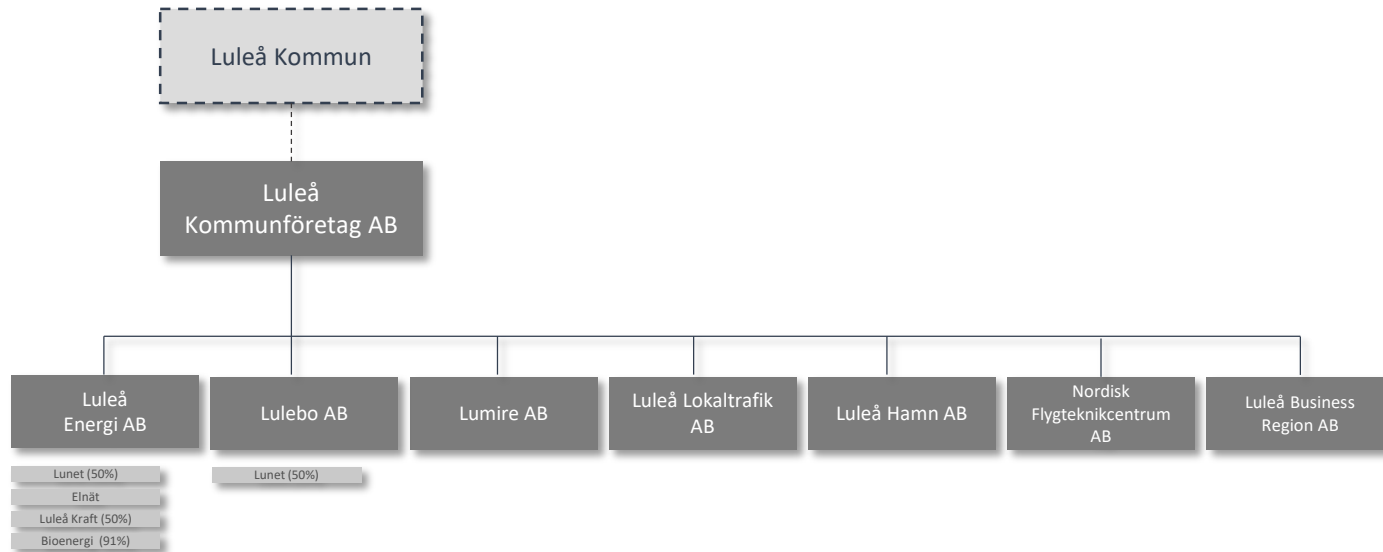 Luleå Kommun
Luleå
Kommunföretag AB
Luleå
Energi AB
Lulebo AB
Lumire AB
Luleå Lokaltrafik
AB
Luleå Hamn AB
Nordisk
Flygteknikcentrum
AB
Luleå Business
Region AB
Lunet (50%)
Elnät
Luleå Kraft (50%)
Bioenergi (91%)
Lunet (50%)